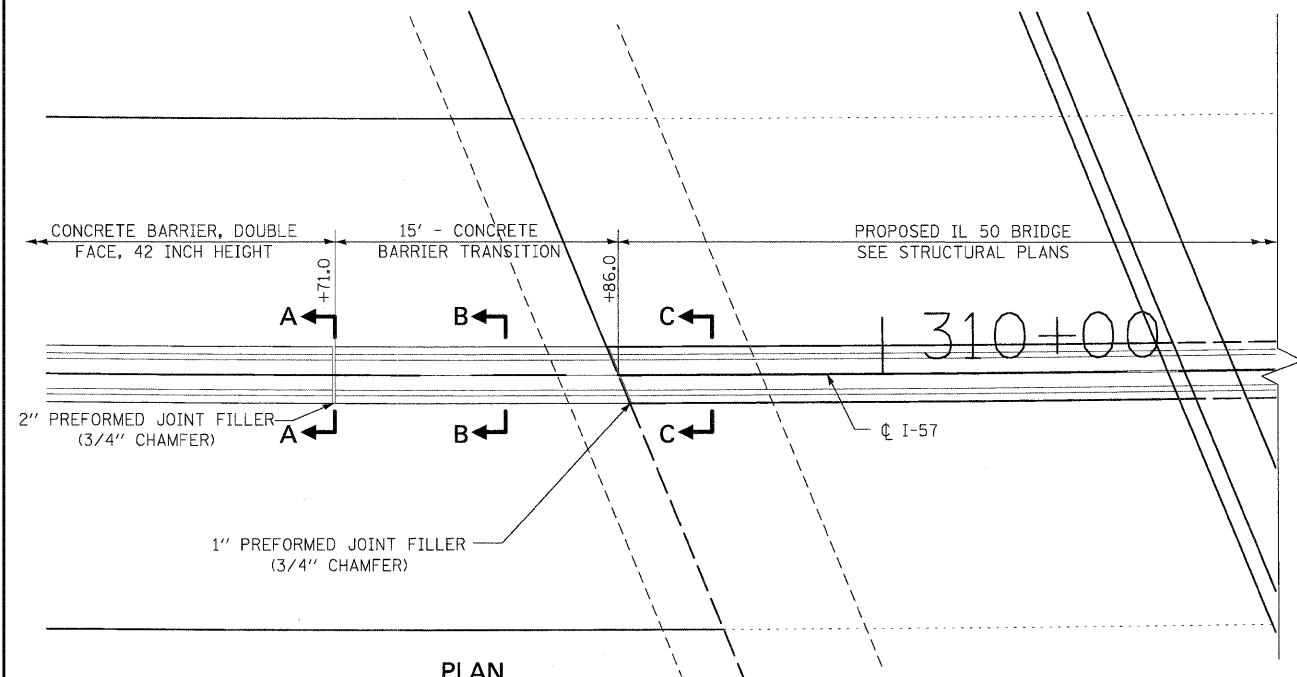 CONCRETE BARRIER, DOUBLE
FACE, 42 INCH HEIGHT
15' - CONCRETE
BARRIER TRANSITION
PROPOSED IL 50 BRIDGE
SEE STRUCTURAL PLANS
+71.0
+86.0
A
B
C
310+00
2" PREFORMED JOINT FILLER
(3/4" CHAMFER)
A
B
C
℄ I-57
1" PREFORMED JOINT FILLER
(3/4" CHAMFER)
PLAN